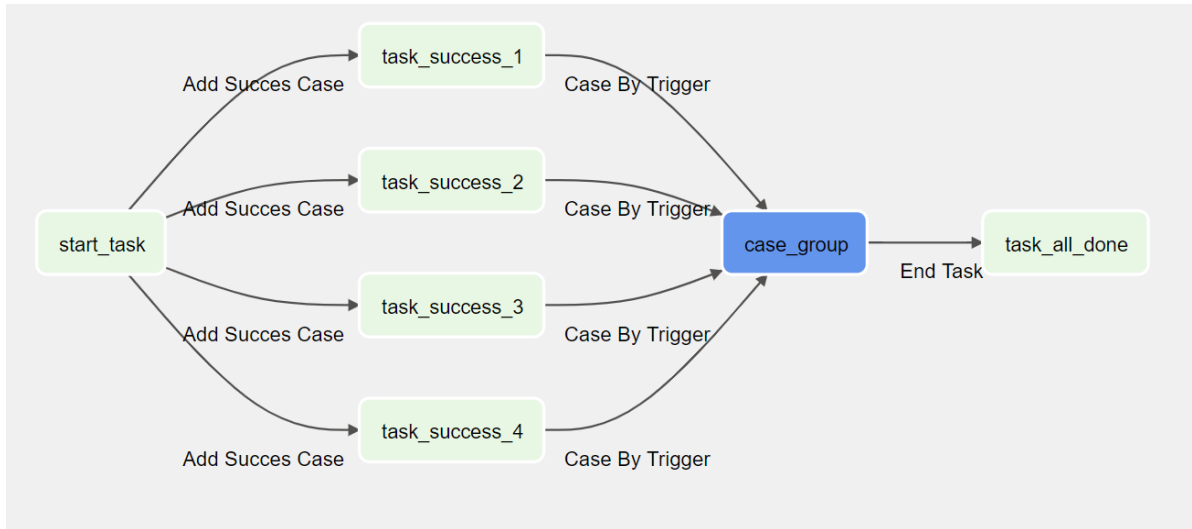 task_success_1
Add Succes Case
Case By Trigger
task_success_2
Add Succes Case
Case By Trigger
start_task
case_group
task_all_done
End Task
task_success_3
Add Succes Case
Case By Trigger
task_success_4
Add Succes Case
Case By Trigger